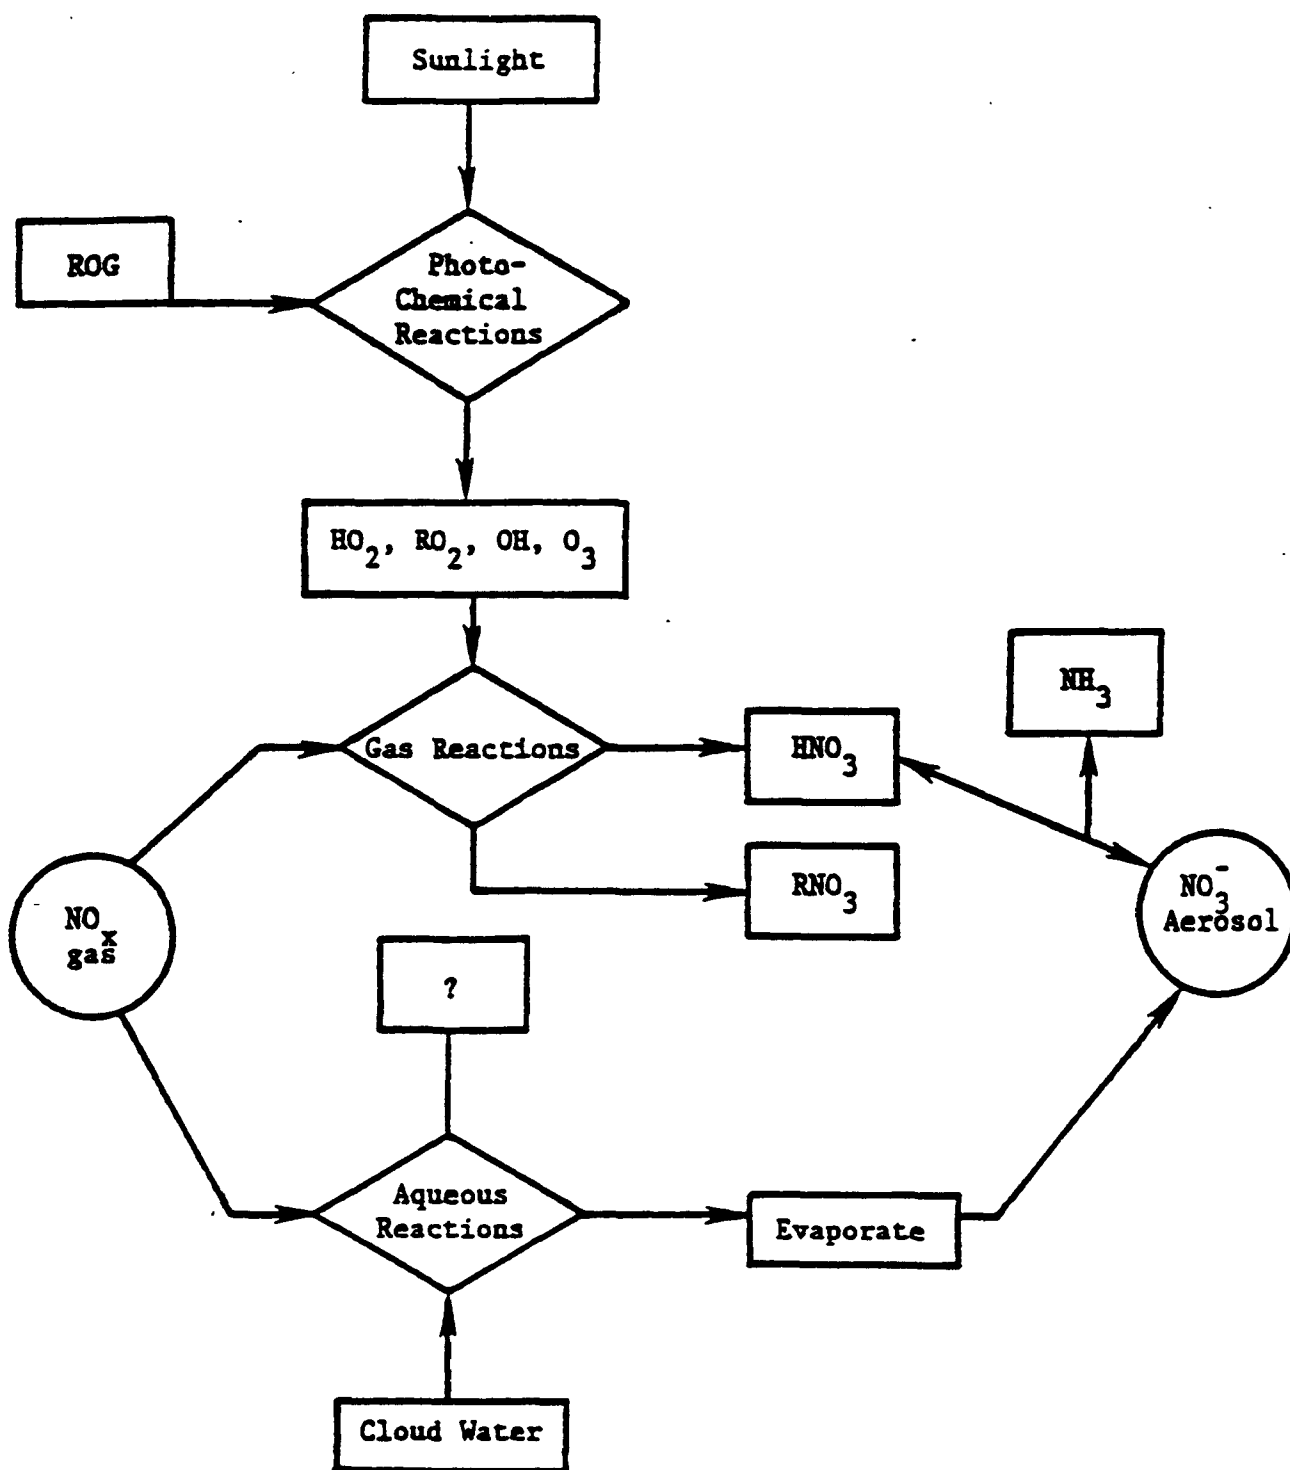 Sunlight
ROG
Photo-
Chemical
Reactions
HO₂, RO₂, OH, O₃
NH₃
Gas Reactions
HNO₃
RNO₃
NOₓ
gas
NO₃⁻
Aerosol
?
Aqueous
Reactions
Evaporate
Cloud Water